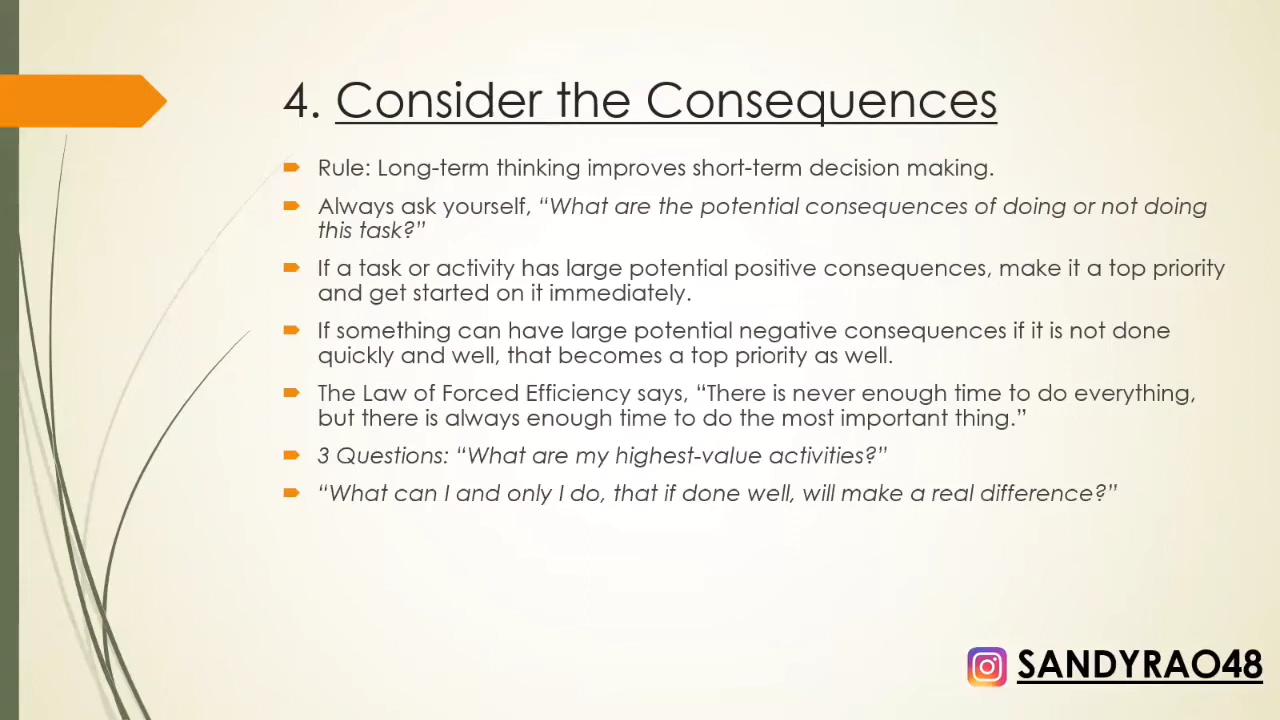 4. Consider the Consequences
Rule: Long-term thinking improves short-term decision making.
Always ask yourself, “What are the potential consequences of doing or not doing
this task?”
If a task or activity has large potential positive consequences, make it a top priority
and get started on it immediately.
If something can have large potential negative consequences if it is not done
quickly and well, that becomes a top priority as well.
The Law of Forced Efficiency says, “There is never enough time to do everything,
but there is always enough time to do the most important thing.”
3 Questions: “What are my highest-value activities?”
“What can I and only I do, that if done well, will make a real difference?”
SANDYRAO48